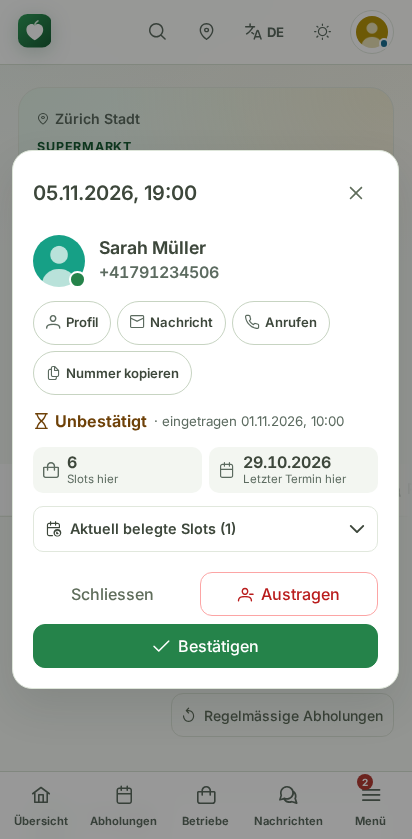 DE
Zürich Stadt
SUPERMARKT
05.11.2026, 19:00
Sarah Müller
+41791234506
Profil
Nachricht
Anrufen
Nummer kopieren
Unbestätigt · eingetragen 01.11.2026, 10:00
6
Slots hier
29.10.2026
Letzter Termin hier
Aktuell belegte Slots (1)
Schliessen
Austragen
Bestätigen
Regelmässige Abholungen
2
Übersicht
Abholungen
Betriebe
Nachrichten
Menü